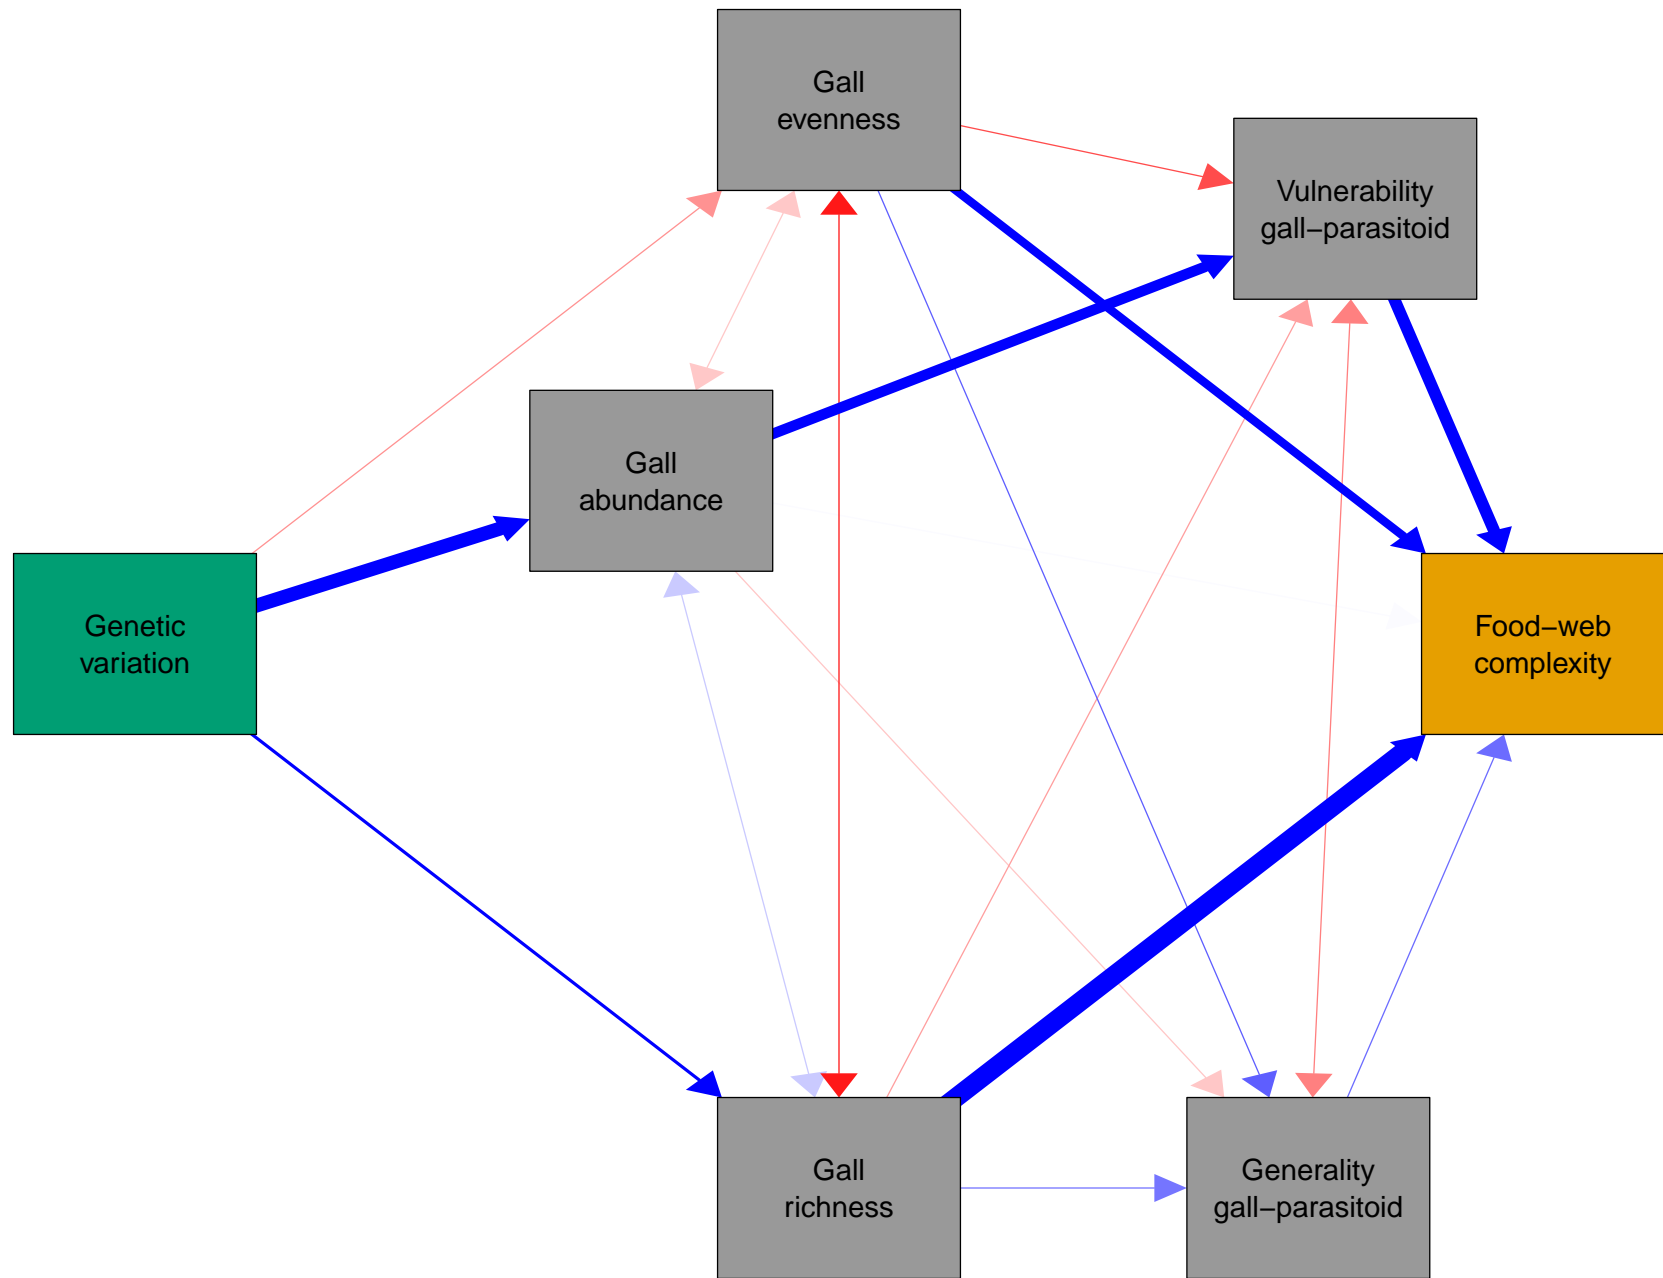 Gall
evenness
Vulnerability
gall−parasitoid
Gall
abundance
Genetic
variation
Food−web
complexity
Gall
richness
Generality
gall−parasitoid